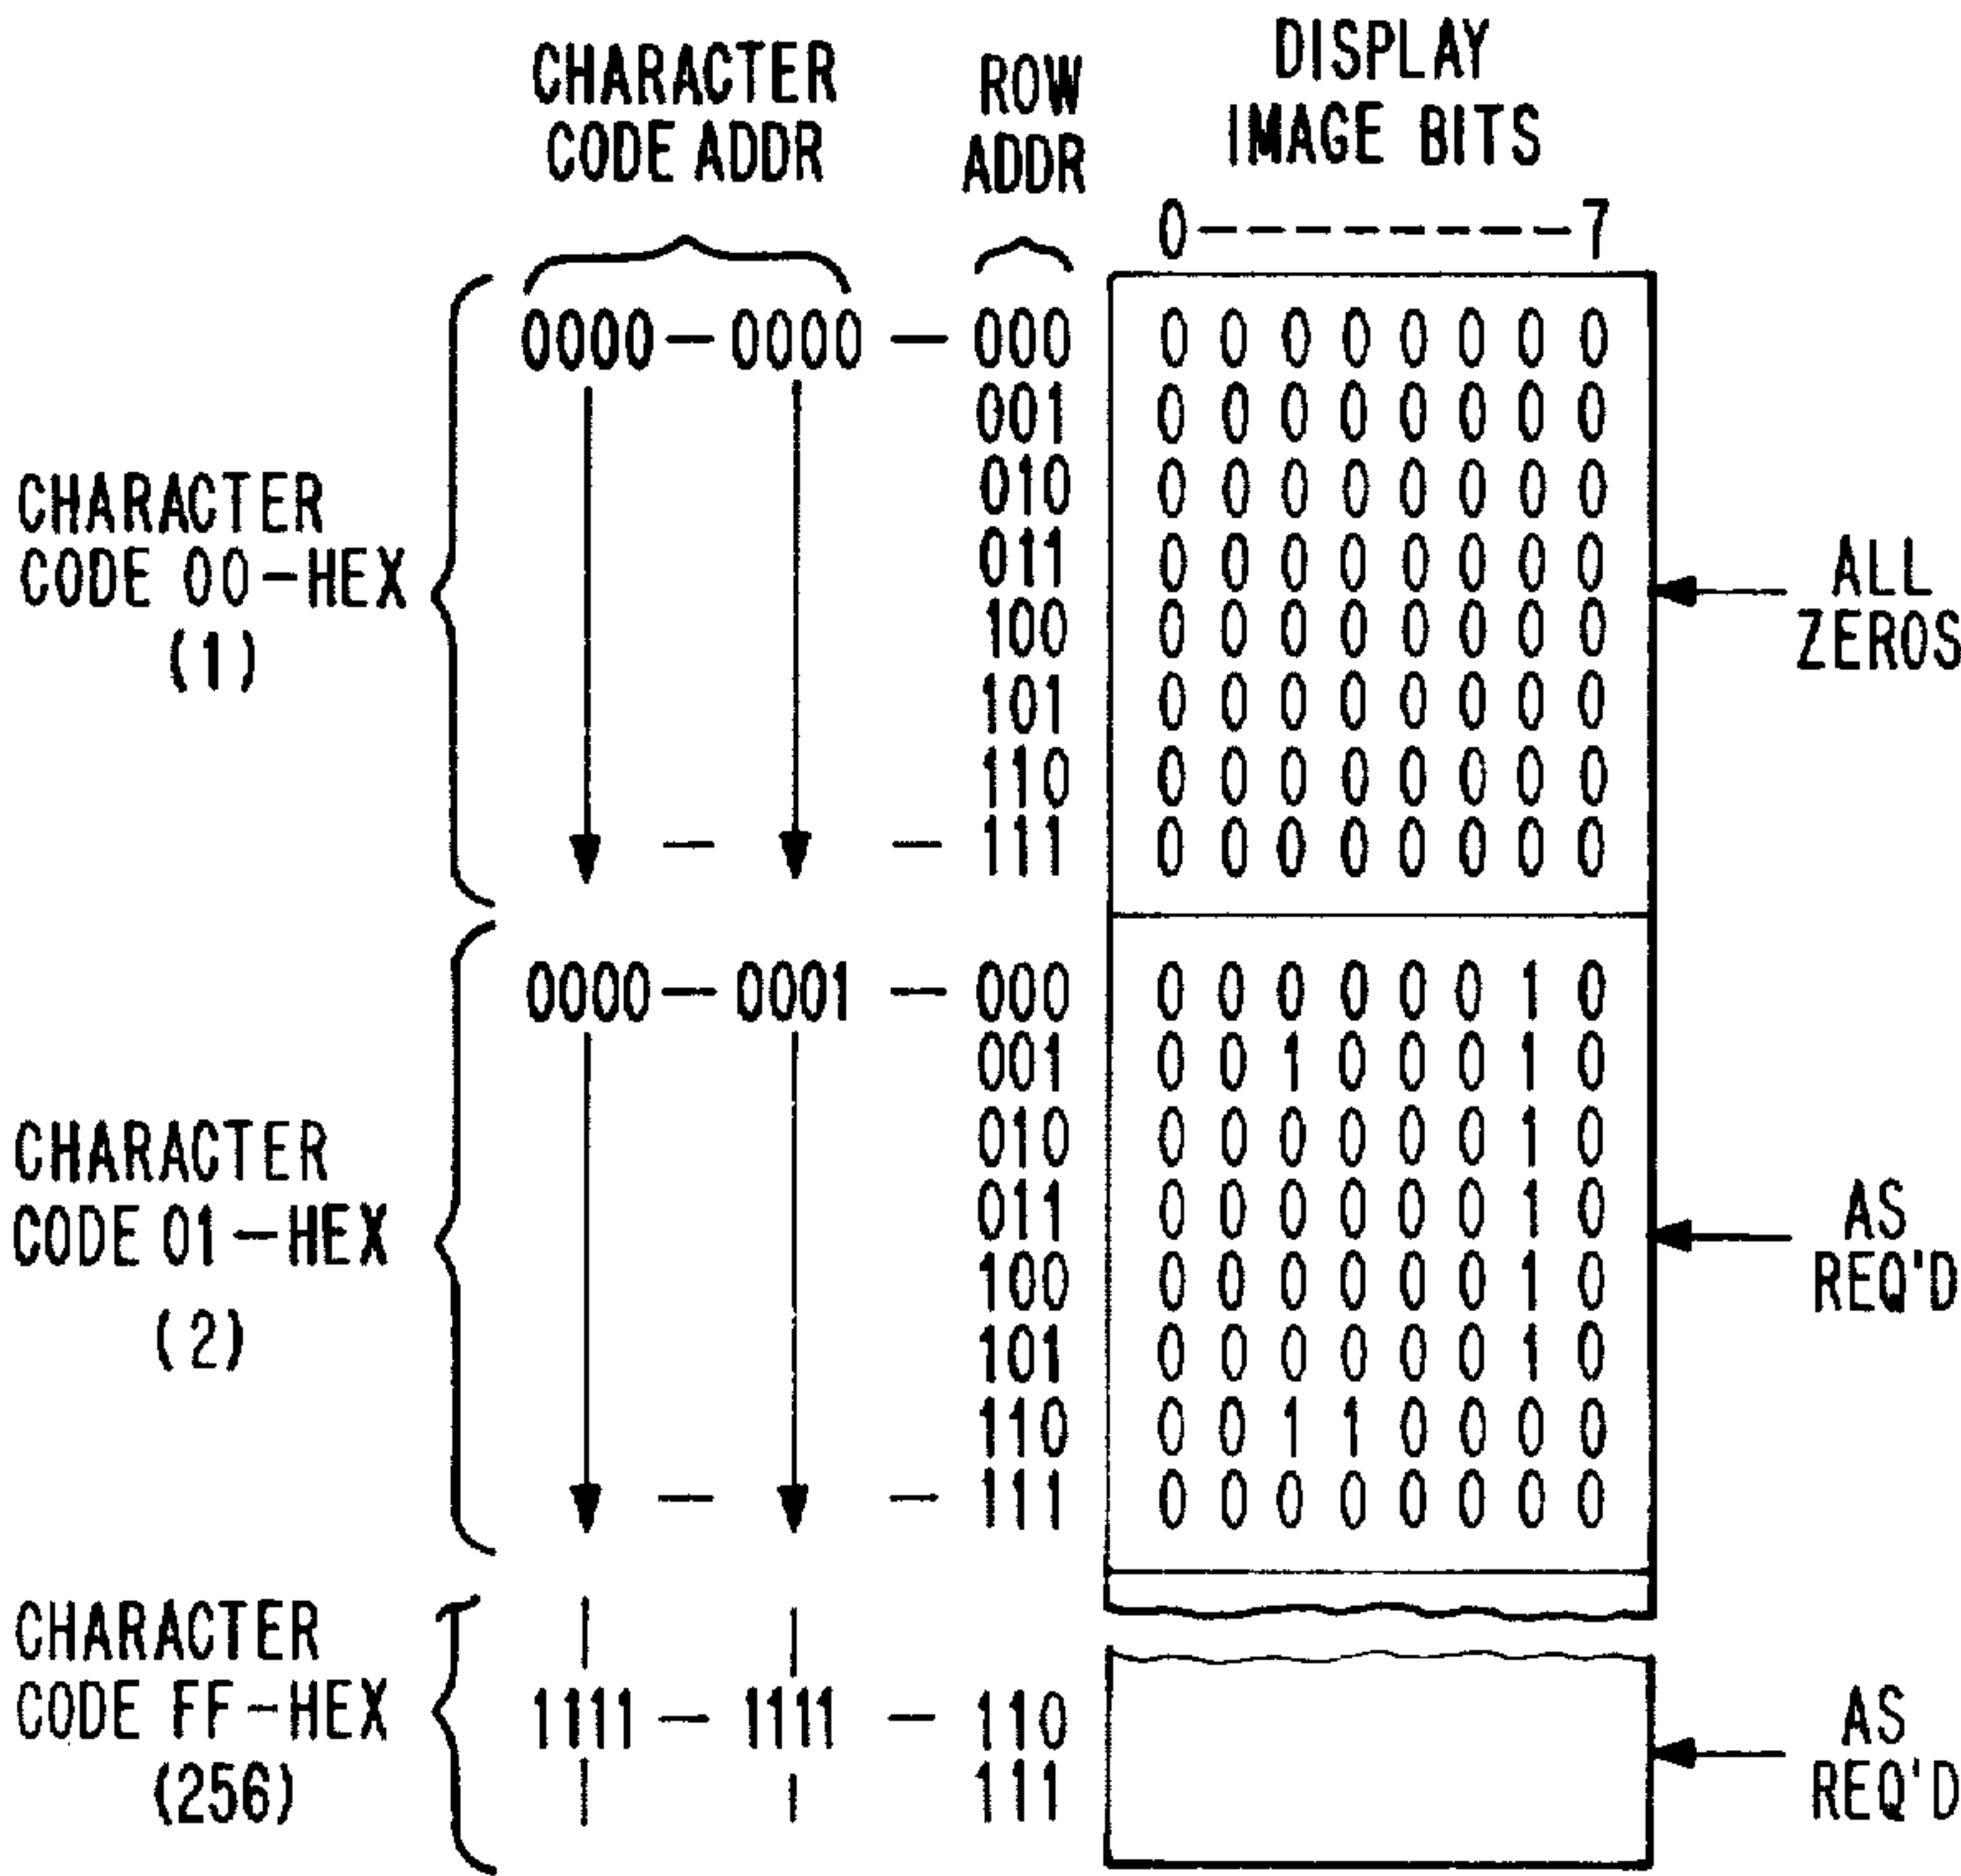 CHARACTER CODE ADDR
ROW ADDR
DISPLAY IMAGE BITS
0--------7
CHARACTER
CODE 00-HEX
(1)
0000-0000-000 0 0 0 0 0 0 0 0
001 0 0 0 0 0 0 0 0
010 0 0 0 0 0 0 0 0
011 0 0 0 0 0 0 0 0
100 0 0 0 0 0 0 0 0
101 0 0 0 0 0 0 0 0
110 0 0 0 0 0 0 0 0
- - 111 0 0 0 0 0 0 0 0
ALL
ZEROS
CHARACTER
CODE 01-HEX
(2)
0000-0001-000 0 0 0 0 0 0 1 0
001 0 0 1 0 0 0 1 0
010 0 0 0 0 0 0 1 0
011 0 0 0 0 0 0 1 0
100 0 0 0 0 0 0 1 0
101 0 0 0 0 0 0 1 0
110 0 0 1 1 0 0 0 0
- - 111 0 0 0 0 0 0 0 0
AS
REQ'D
CHARACTER
CODE FF-HEX
(256)
1111-1111-110
111
AS
REQ'D